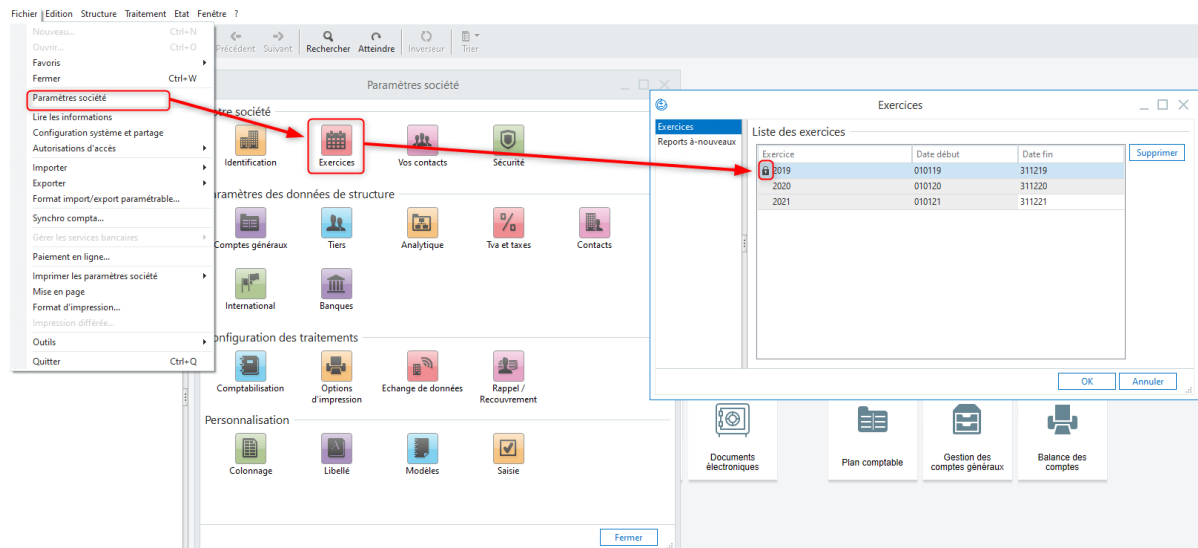 Fichier Edition Structure Traitement Etat Fenêtre ?
Nouveau... Ctrl+N
Ouvrir... Ctrl+O
Favoris
Fermer Ctrl+W
Paramètres société
Lire les informations
Configuration système et partage
Autorisations d'accès
Importer
Exporter
Format import/export paramétrable...
Synchro compta...
Gérer les services bancaires
Paiement en ligne...
Imprimer les paramètres société
Mise en page
Format d'impression...
Impression différée...
Outils
Quitter Ctrl+Q
Précédent Suivant Rechercher Atteindre Inverseur Trier
Paramètres société
otre société
Identification Exercices Vos contacts Sécurité
aramètres des données de structure
Comptes généraux Tiers Analytique Tva et taxes Contacts
International Banques
onfiguration des traitements
Comptabilisation Options d'impression Echange de données Rappel / Recouvrement
Personnalisation
Colonnage Libellé Modèles Saisie
Fermer
Exercices
Exercices
Reports à-nouveaux
Liste des exercices
Exercice Date début Date fin
2019 010119 311219
2020 010120 311220
2021 010121 311221
Supprimer
OK Annuler
Documents électroniques
Plan comptable
Gestion des comptes généraux
Balance des comptes